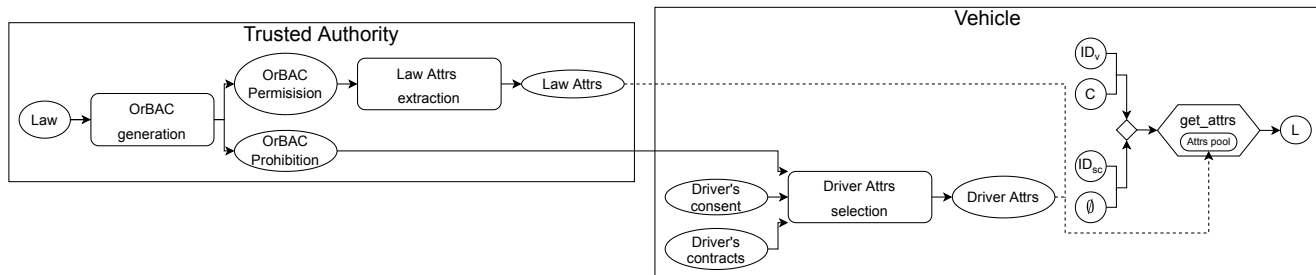 Trusted Authority
Law
OrBAC
generation
OrBAC
Permisision
OrBAC
Prohibition
Law Attrs
extraction
Law Attrs
Vehicle
Driver's
consent
Driver's
contracts
Driver Attrs
selection
Driver Attrs
ID_v
C
ID_sc
∅
get_attrs
Attrs pool
L